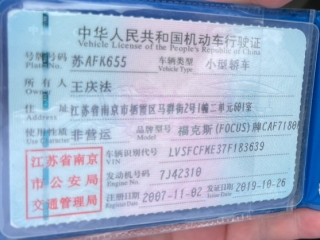 中华人民共和国机动车行驶证
Vehicle License of the People's Republic of China
号牌号码 苏AFK655 车辆类型 小型轿车
Plate No. Vehicle Type
所有人 王庆法
Owner
住址 江苏省南京市栖霞区马群街2号1幢二单元601室
Address
使用性质 非营运 品牌型号 福克斯(FOCUS)牌CAF7180
Use Character Model
江苏省南京
市公安局
交通管理局
车辆识别代号 LVSFCFME37F183639
VIN
发动机号码 7J42310
Engine No.
注册日期 2007-11-02 发证日期 2019-10-26
Register Date Issue Date